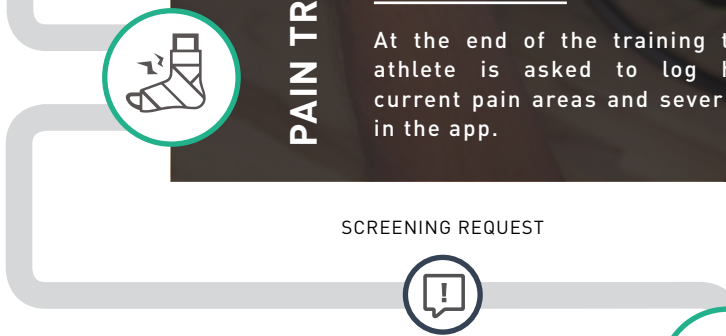 PAIN TR
At the end of the training t
athlete is asked to log h
current pain areas and sever
in the app.
SCREENING REQUEST
!